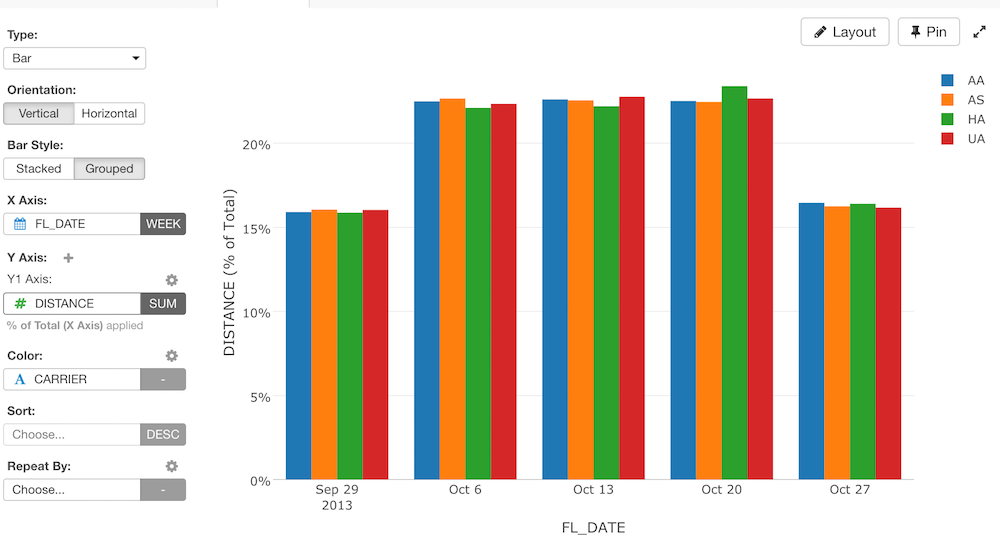 Type:
Bar
Orientation:
Vertical Horizontal
Bar Style:
Stacked Grouped
X Axis:
FL_DATE WEEK
Y Axis: +
Y1 Axis:
# DISTANCE SUM
% of Total (X Axis) applied
Color:
A CARRIER -
Sort:
Choose... DESC
Repeat By:
Choose... -
Layout Pin
AA
AS
HA
UA
DISTANCE (% of Total)
20%
15%
10%
5%
0%
Sep 29 Oct 6 Oct 13 Oct 20 Oct 27
2013
FL_DATE